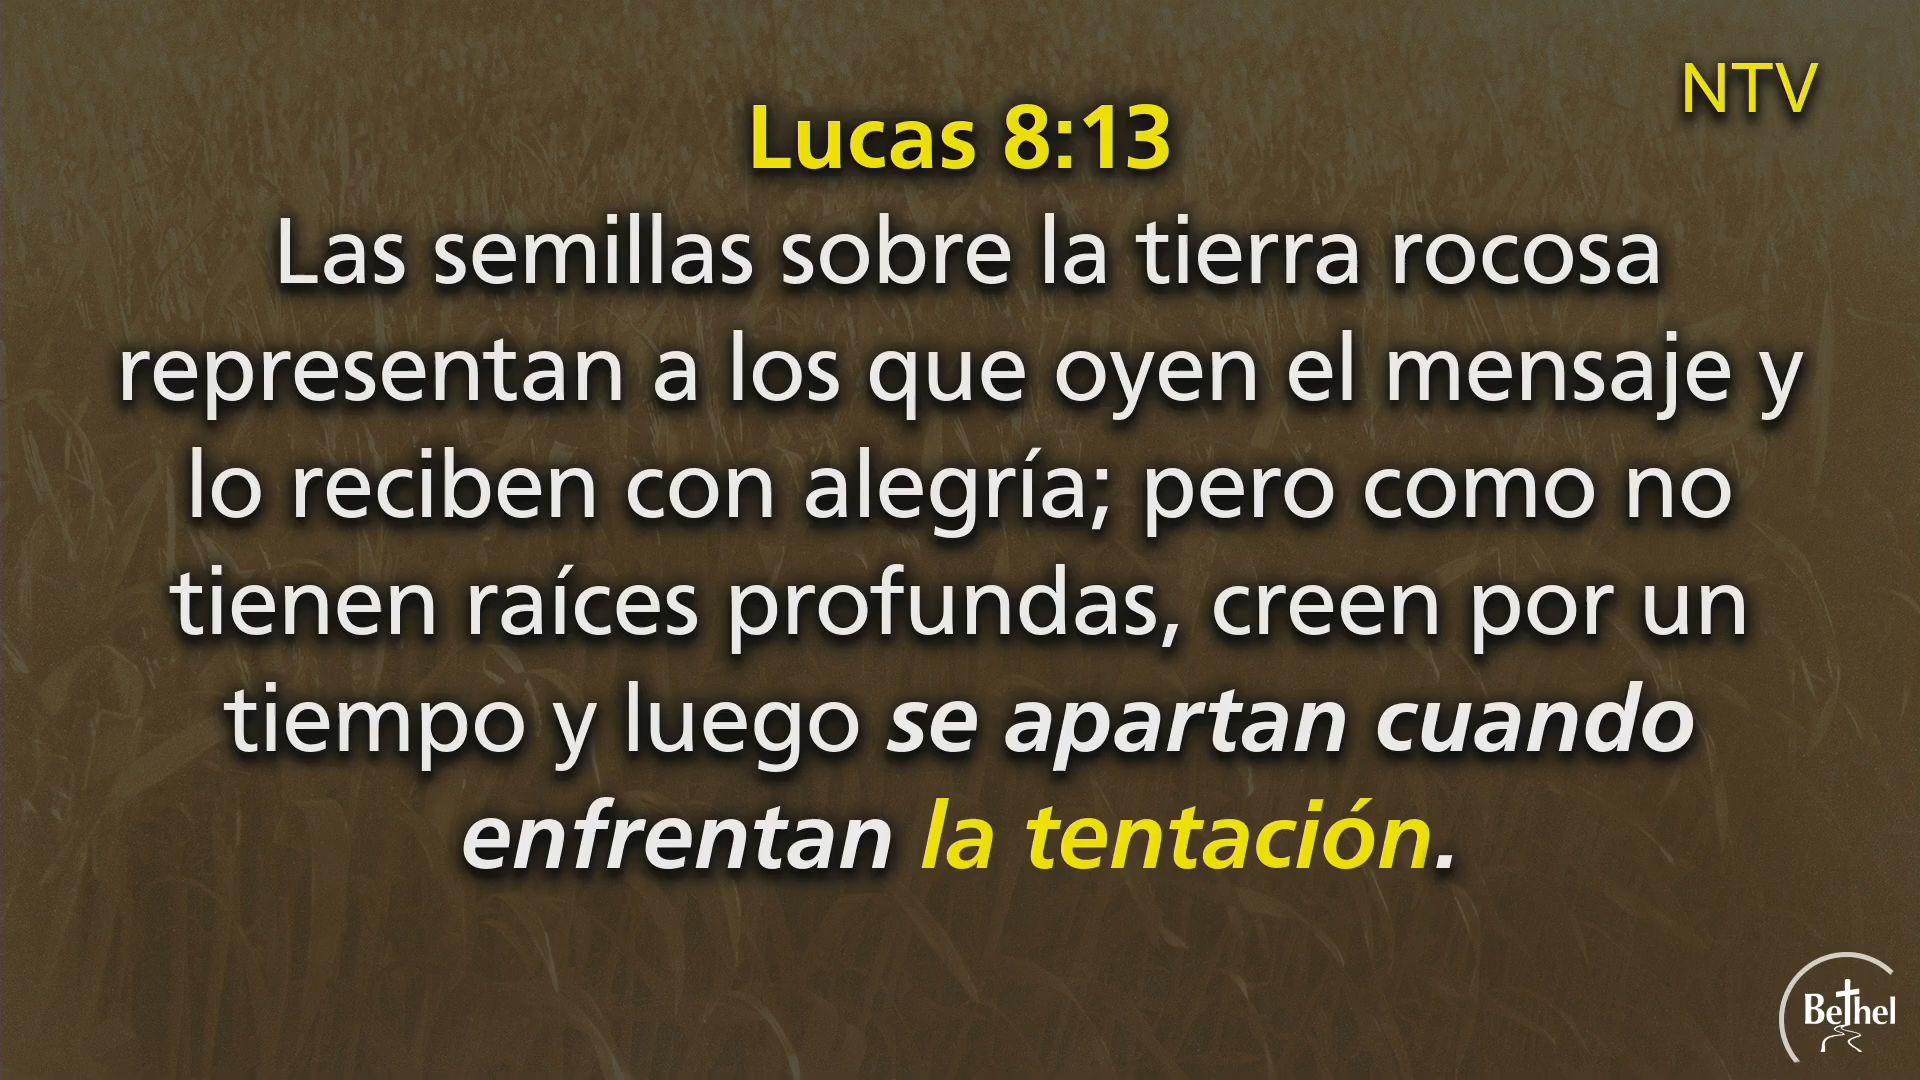 NTV
Lucas 8:13
Las semillas sobre la tierra rocosa
representan a los que oyen el mensaje y
lo reciben con alegría; pero como no
tienen raíces profundas, creen por un
tiempo y luego se apartan cuando
enfrentan la tentación.
Bethel